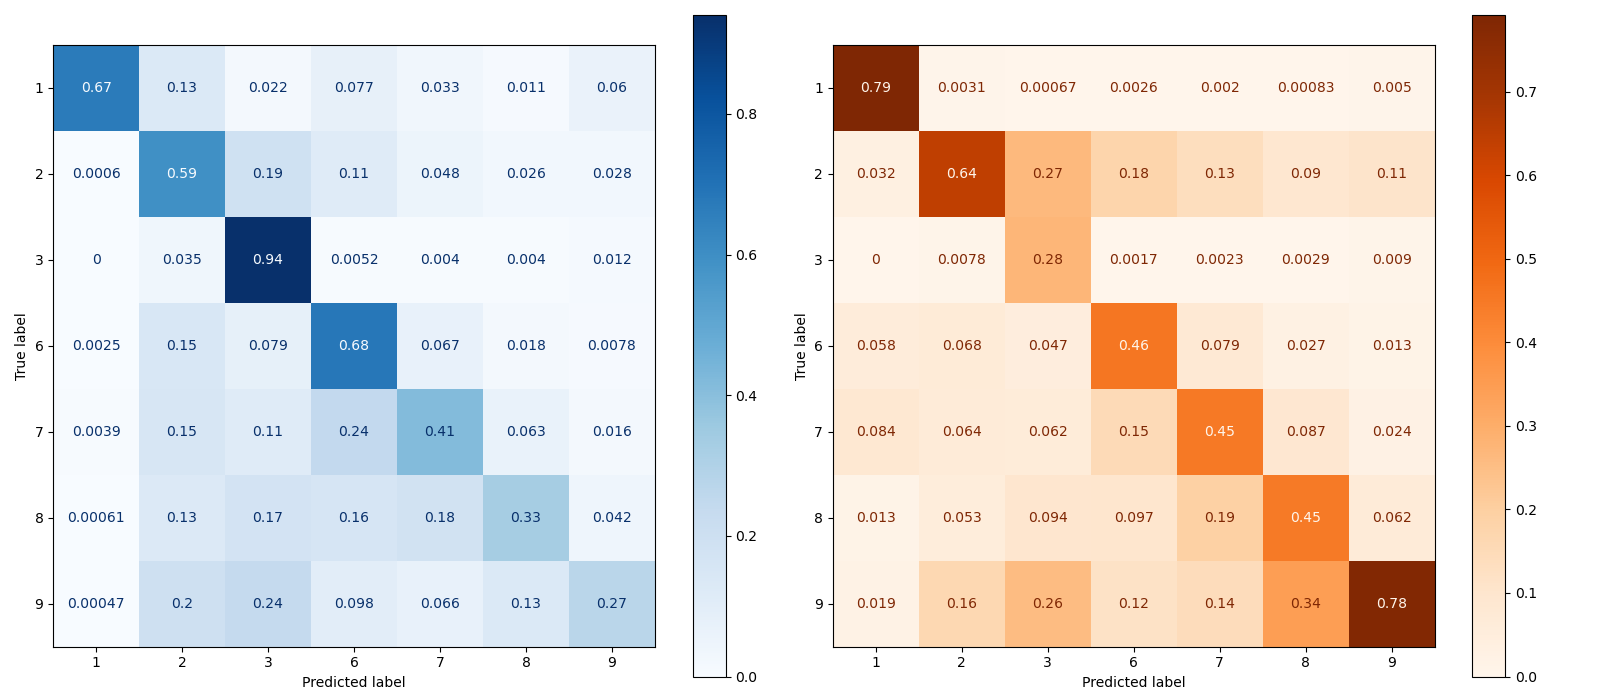 1 0.67 0.13 0.022 0.077 0.033 0.011 0.06
2 0.0006 0.59 0.19 0.11 0.048 0.026 0.028
3 0 0.035 0.94 0.0052 0.004 0.004 0.012
6 0.0025 0.15 0.079 0.68 0.067 0.018 0.0078
7 0.0039 0.15 0.11 0.24 0.41 0.063 0.016
8 0.00061 0.13 0.17 0.16 0.18 0.33 0.042
9 0.00047 0.2 0.24 0.098 0.066 0.13 0.27
True label
1 2 3 6 7 8 9
Predicted label
0.8
0.6
0.4
0.2
0.0
1 0.79 0.0031 0.00067 0.0026 0.002 0.00083 0.005
2 0.032 0.64 0.27 0.18 0.13 0.09 0.11
3 0 0.0078 0.28 0.0017 0.0023 0.0029 0.009
6 0.058 0.068 0.047 0.46 0.079 0.027 0.013
7 0.084 0.064 0.062 0.15 0.45 0.087 0.024
8 0.013 0.053 0.094 0.097 0.19 0.45 0.062
9 0.019 0.16 0.26 0.12 0.14 0.34 0.78
True label
1 2 3 6 7 8 9
Predicted label
0.7
0.6
0.5
0.4
0.3
0.2
0.1
0.0